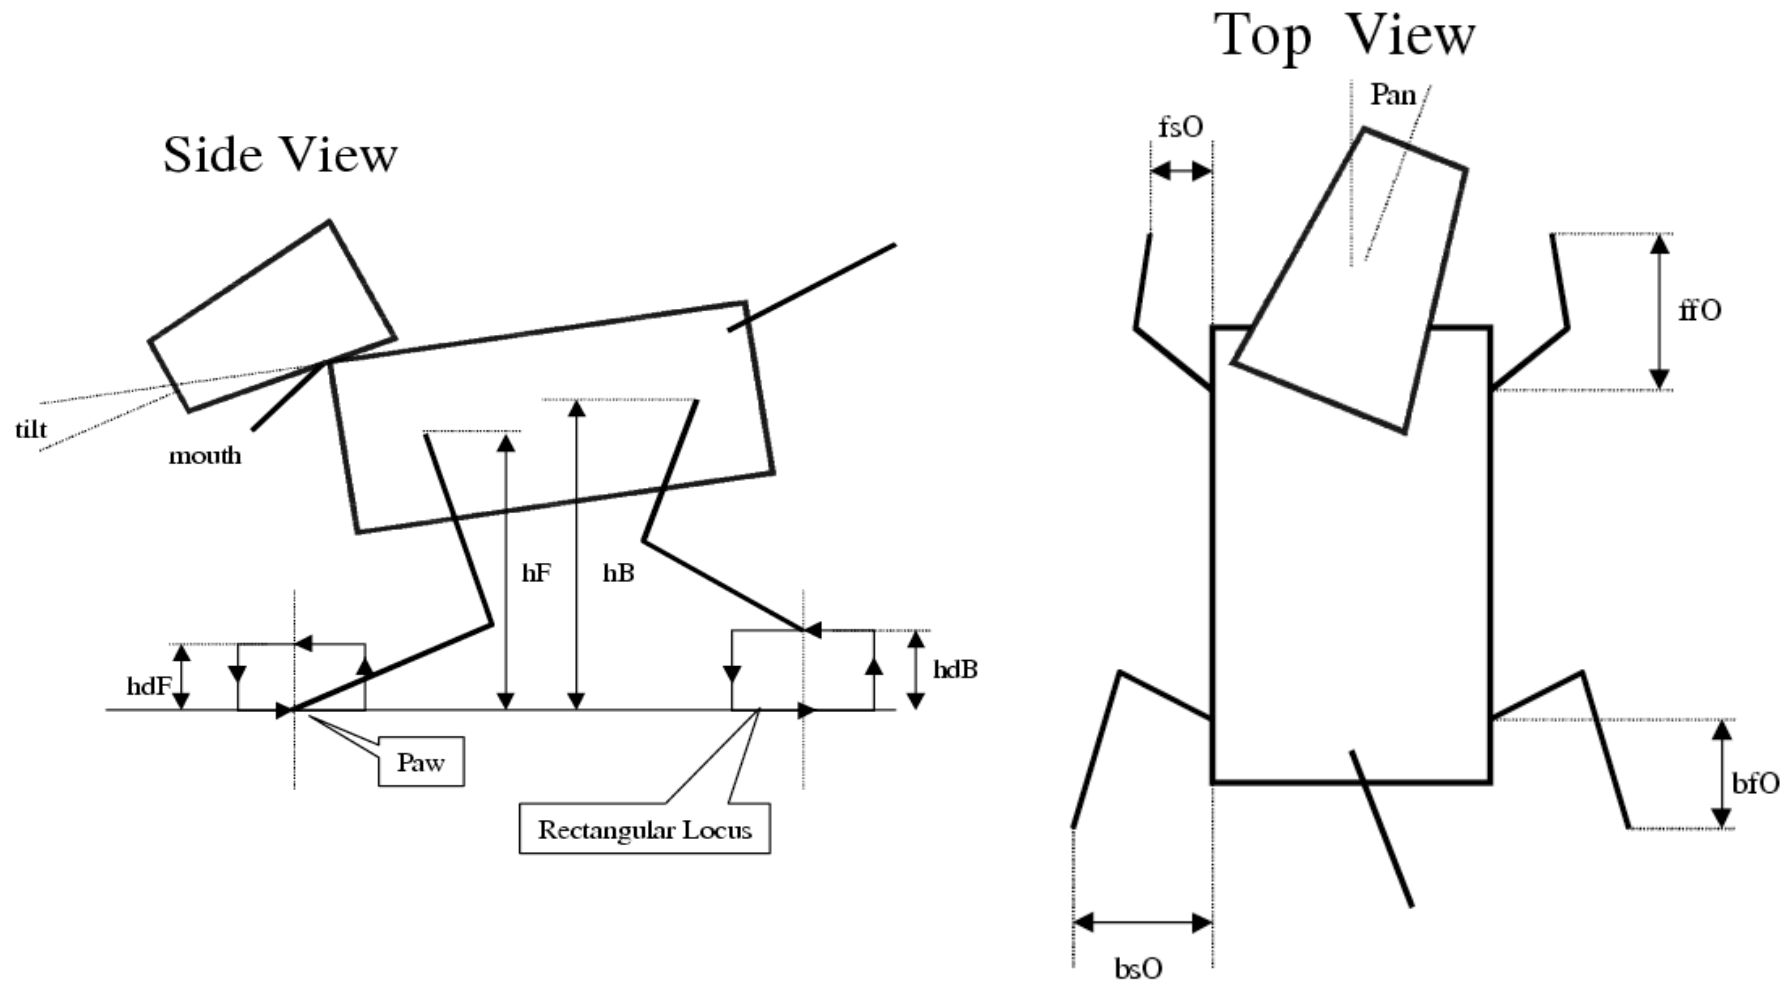 Side View
tilt
mouth
hF
hB
hdF
hdB
Paw
Rectangular Locus
Top View
Pan
fsO
ffO
bfO
bsO